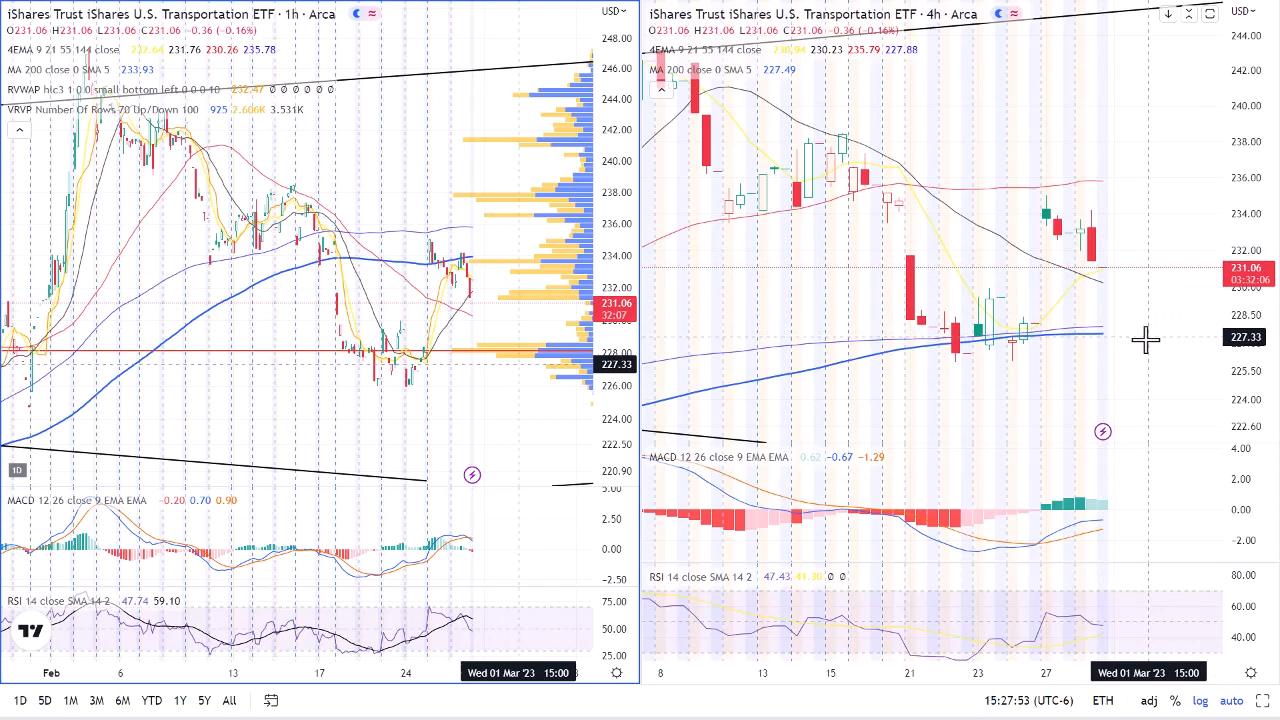 iShares Trust iShares U.S. Transportation ETF · 1h · Arca
O231.06 H231.06 L231.06 C231.06 −0.36 (−0.16%)
4EMA 9 21 55 144 close 231.76 230.26 235.78
MA 200 close 0 SMA 5 233.93
RVWAP hlc3 1 0 0 small bottom left 0 0 0 10 232.47 0 0 0 0 0 0
VRVP Number Of Rows 70 Up/Down 100 925 2.606K 3.531K
USD
248.00
246.00
244.00
242.00
240.00
238.00
236.00
234.00
232.00
231.06
32:07
228.00
227.33
226.00
224.00
222.50
220.90
1D
MACD 12 26 close 9 EMA EMA −0.20 0.70 0.90
5.00
2.50
0.00
−2.50
RSI 14 close SMA 14 2 47.74 59.10
75.00
50.00
25.00
Feb 6 13 17 24 Wed 01 Mar '23 15:00
iShares Trust iShares U.S. Transportation ETF · 4h · Arca
O231.06 H231.06 L231.06 C231.06 −0.36 (−0.16%)
4EMA 9 21 55 144 close 230.94 230.23 235.79 227.88
MA 200 close 0 SMA 5 227.49
USD
244.00
242.00
240.00
238.00
236.00
234.00
232.00
231.06
03:32:06
230.00
228.50
227.33
225.50
224.00
222.60
MACD 12 26 close 9 EMA EMA 0.62 −0.67 −1.29
4.00
2.00
0.00
−2.00
RSI 14 close SMA 14 2 47.43 41.30 0 0
80.00
60.00
40.00
8 13 15 17 21 23 27 Wed 01 Mar '23 15:00
1D 5D 1M 3M 6M YTD 1Y 5Y All
15:27:53 (UTC-6) ETH adj % log auto